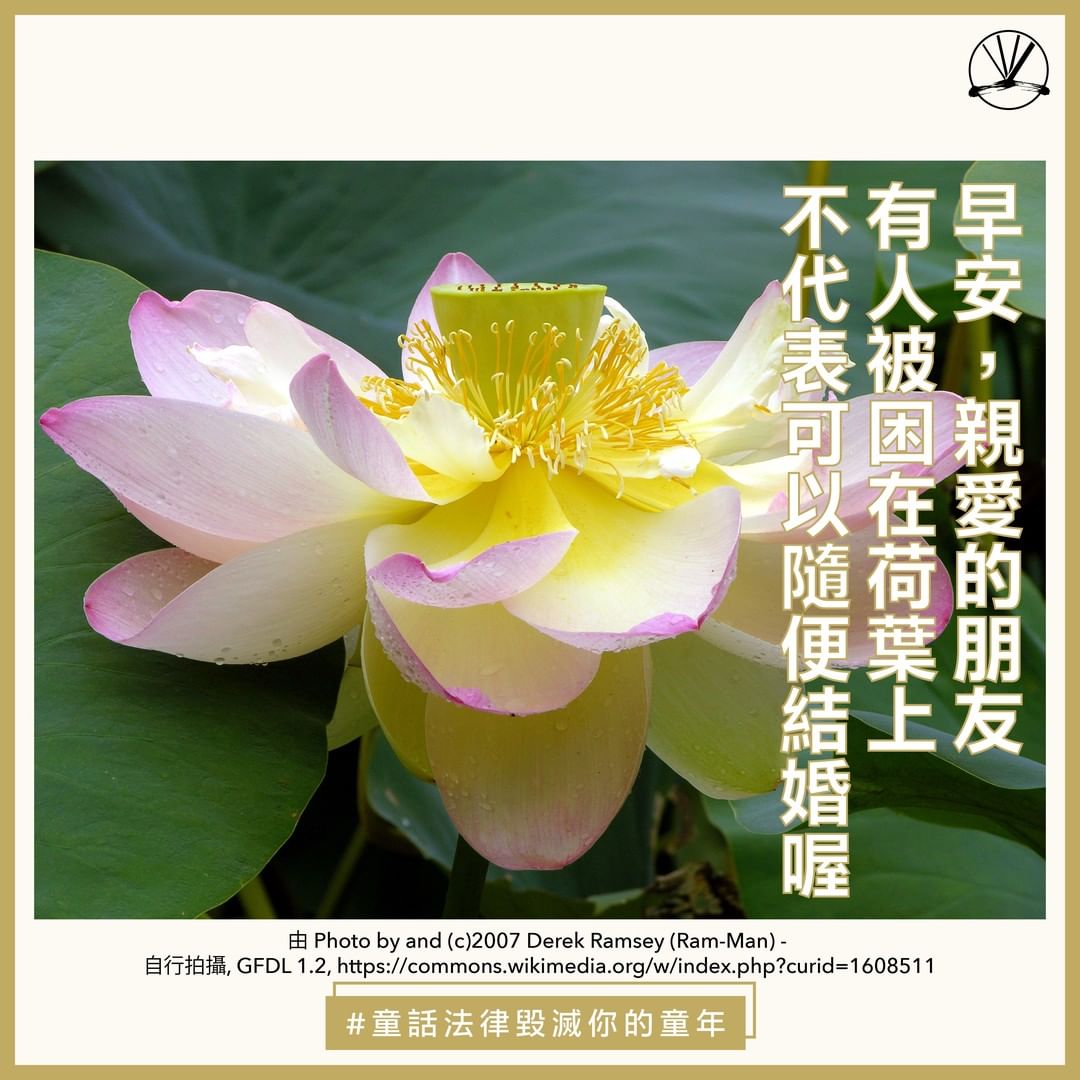 早安，親愛的朋友
有人被困在荷葉上
不代表可以隨便結婚喔
由 Photo by and (c)2007 Derek Ramsey (Ram-Man) -
自行拍攝, GFDL 1.2, https://commons.wikimedia.org/w/index.php?curid=1608511
#童話法律毀滅你的童年